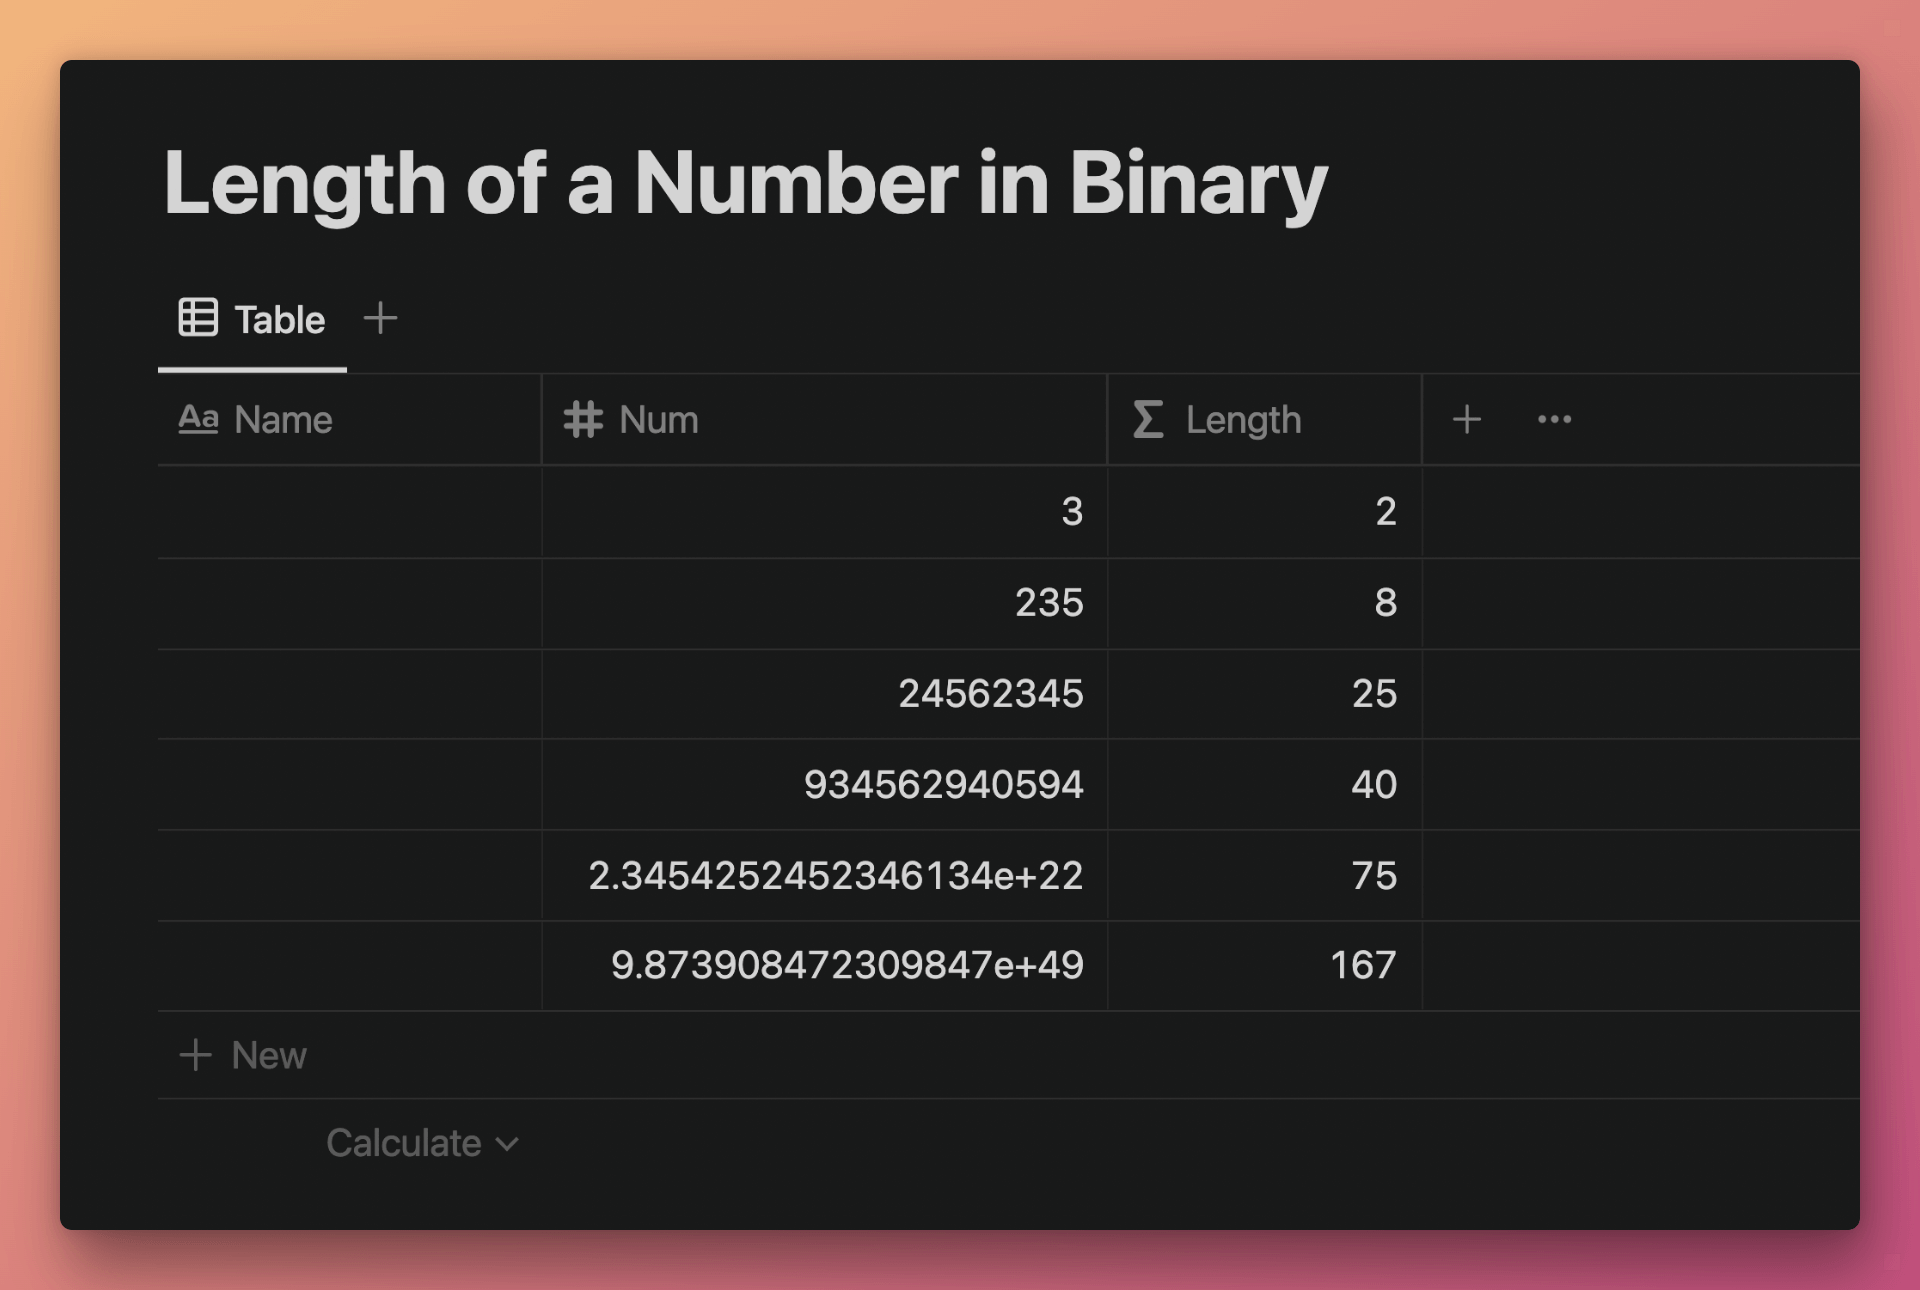 Length of a Number in Binary
Table
Aa Name # Num Σ Length
3 2
235 8
24562345 25
934562940594 40
2.3454252452346134e+22 75
9.873908472309847e+49 167
New
Calculate